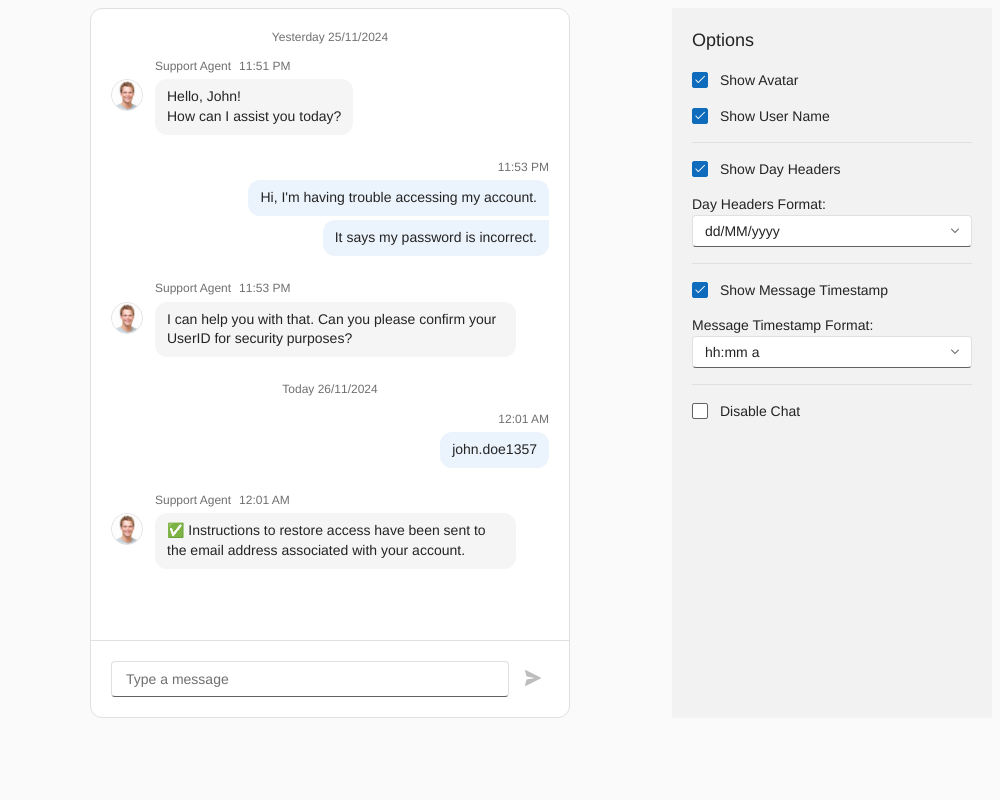 Yesterday 25/11/2024
Support Agent 11:51 PM
Hello, John!
How can I assist you today?
11:53 PM
Hi, I'm having trouble accessing my account.
It says my password is incorrect.
Support Agent 11:53 PM
I can help you with that. Can you please confirm your
UserID for security purposes?
Today 26/11/2024
12:01 AM
john.doe1357
Support Agent 12:01 AM
✅ Instructions to restore access have been sent to
the email address associated with your account.
Type a message
Options
Show Avatar
Show User Name
Show Day Headers
Day Headers Format:
dd/MM/yyyy
Show Message Timestamp
Message Timestamp Format:
hh:mm a
Disable Chat